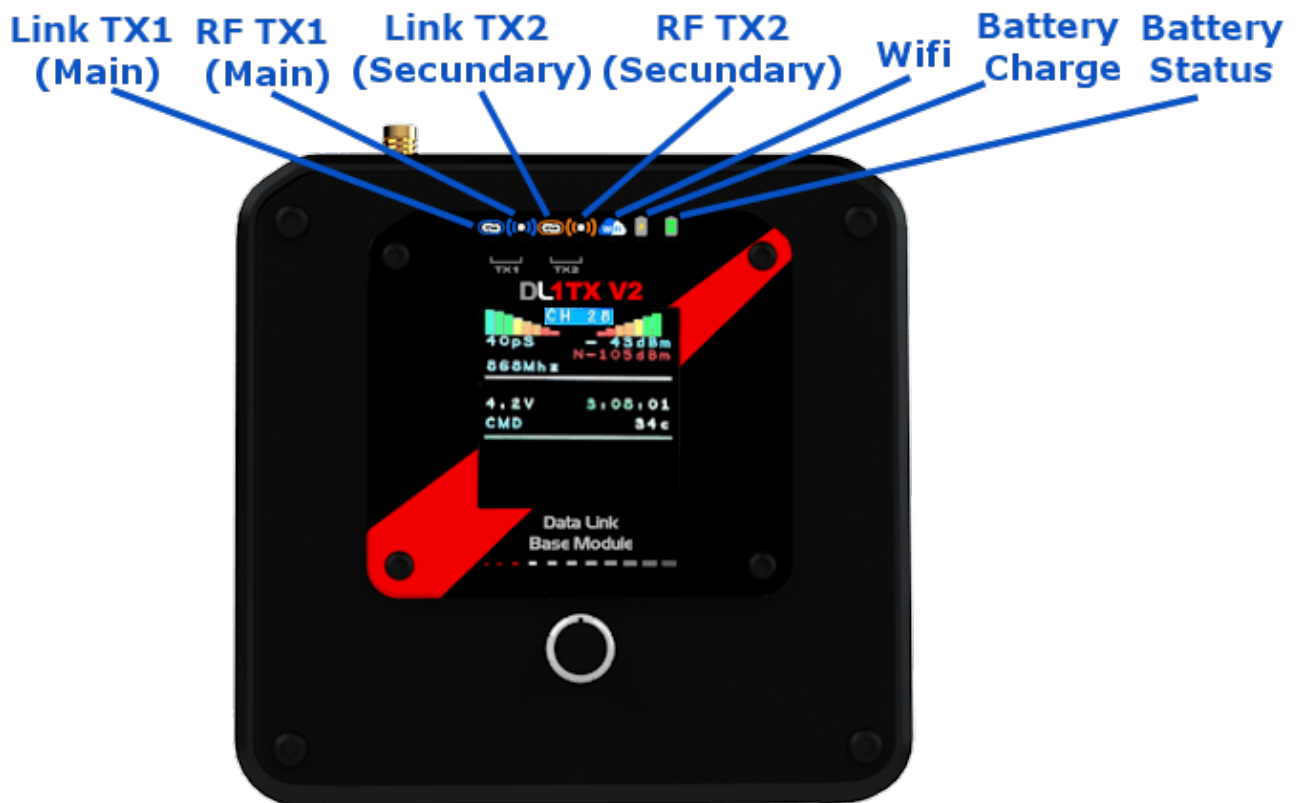 Link TX1
(Main)
RF TX1
(Main)
Link TX2
(Secundary)
RF TX2
(Secundary)
Wifi
Battery
Charge
Battery
Status
wifi
TX1
TX2
DL1TX V2
CH 28
40pS
- 43dBm
N-105dBm
868Mhz
4.2V
3:08:01
CMD
34c
Data Link
Base Module